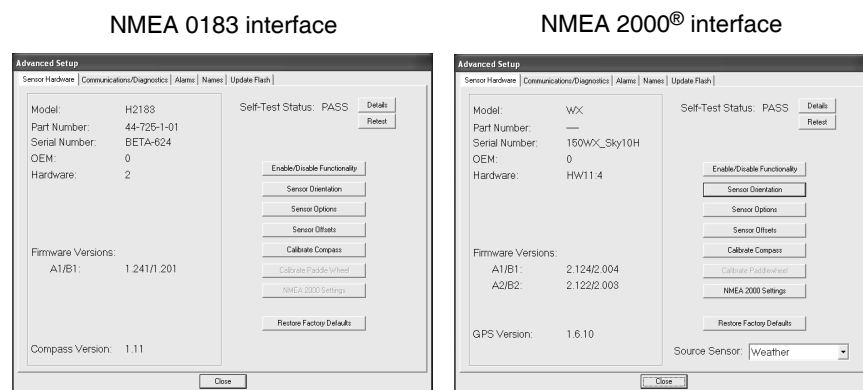 NMEA 0183 interface
Advanced Setup
Sensor Hardware | Communications/Diagnostics | Alarms | Names | Update Flash
Model: H2183
Part Number: 44-725-1-01
Serial Number: BETA-624
OEM: 0
Hardware: 2
Firmware Versions:
A1/B1: 1.241/1.201
Compass Version: 1.11
Self-Test Status: PASS
Details
Retest
Enable/Disable Functionality
Sensor Orientation
Sensor Options
Sensor Offsets
Calibrate Compass
Calibrate Paddle Wheel
NMEA 2000 Settings
Restore Factory Defaults
Close
NMEA 2000® interface
Advanced Setup
Sensor Hardware | Communications/Diagnostics | Alarms | Names | Update Flash
Model: WX
Part Number: —
Serial Number: 150WX_Sky10H
OEM: 0
Hardware: HW11:4
Firmware Versions:
A1/B1: 2.124/2.004
A2/B2: 2.122/2.003
GPS Version: 1.6.10
Self-Test Status: PASS
Details
Retest
Enable/Disable Functionality
Sensor Orientation
Sensor Options
Sensor Offsets
Calibrate Compass
Calibrate Paddlewheel
NMEA 2000 Settings
Restore Factory Defaults
Source Sensor: Weather
Close